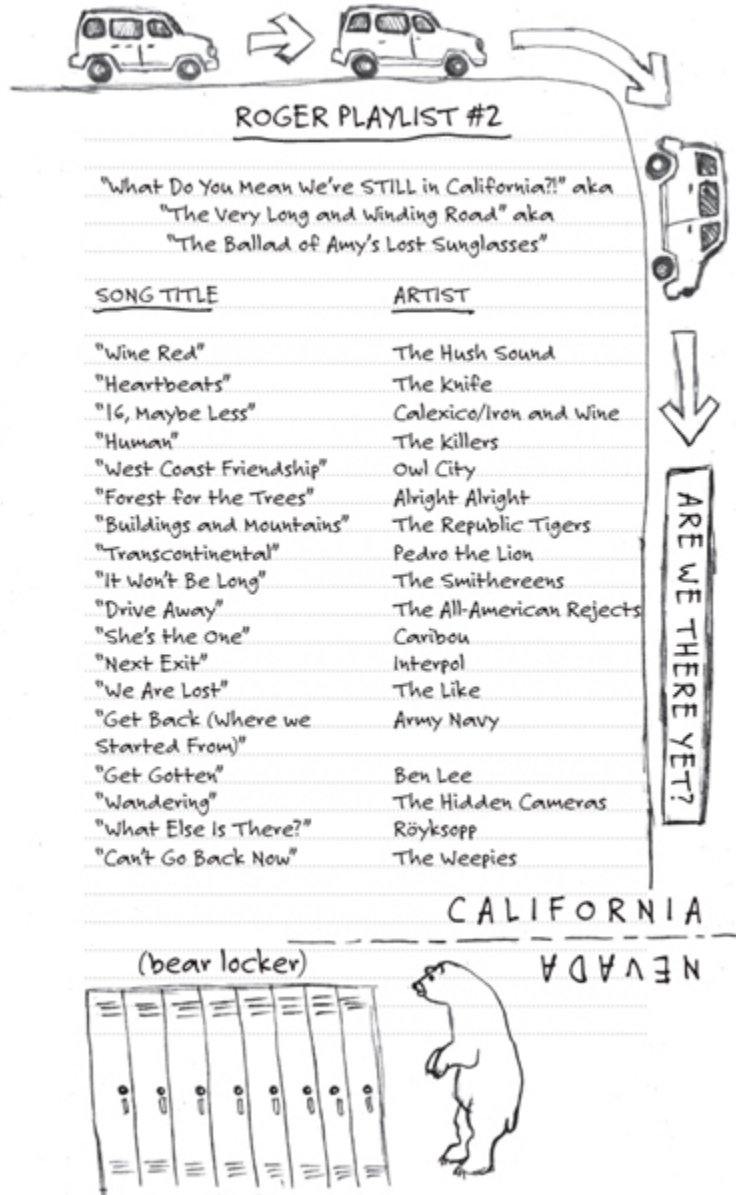 ROGER PLAYLIST #2
"What Do You Mean We're STILL in California?!" aka
"The Very Long and Winding Road" aka
"The Ballad of Amy's Lost Sunglasses"
SONG TITLE ARTIST
"Wine Red" The Hush Sound
"Heartbeats" The Knife
"16, Maybe Less" Calexico/Iron and Wine
"Human" The Killers
"West Coast Friendship" Owl City
"Forest for the Trees" Alright Alright
"Buildings and Mountains" The Republic Tigers
"Transcontinental" Pedro the Lion
"It Won't Be Long" The Smithereens
"Drive Away" The All-American Rejects
"She's the One" Caribou
"Next Exit" Interpol
"We Are Lost" The Like
"Get Back (Where we Army Navy
Started From)"
"Get Gotten" Ben Lee
"Wandering" The Hidden Cameras
"What Else Is There?" Röyksopp
"Can't Go Back Now" The Weepies
ARE WE THERE YET?
CALIFORNIA
NEVADA
(bear locker)